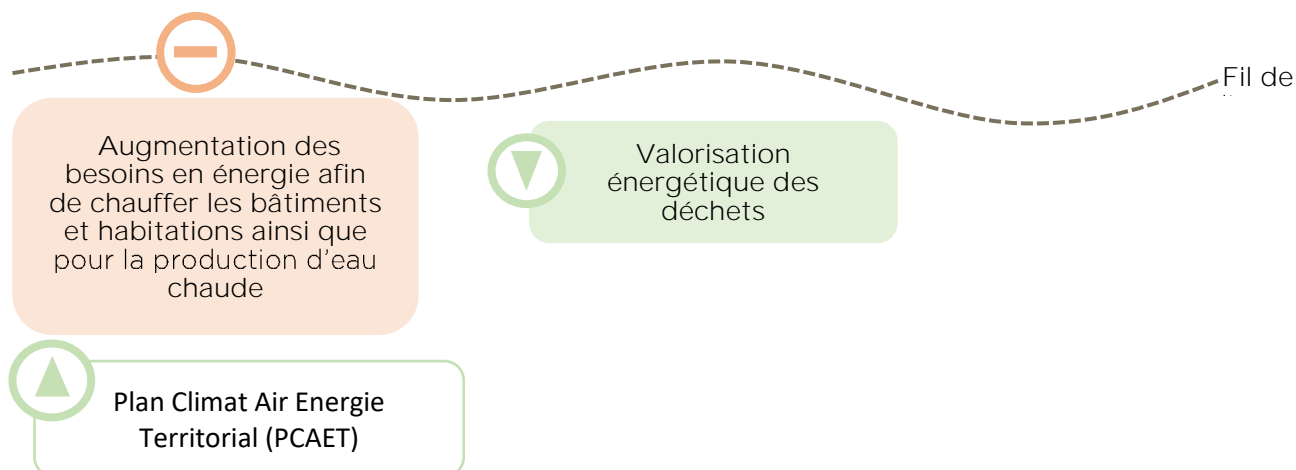 Fil de
Augmentation des
besoins en énergie afin
de chauffer les bâtiments
et habitations ainsi que
pour la production d’eau
chaude
Valorisation
énergétique des
déchets
Plan Climat Air Energie
Territorial (PCAET)